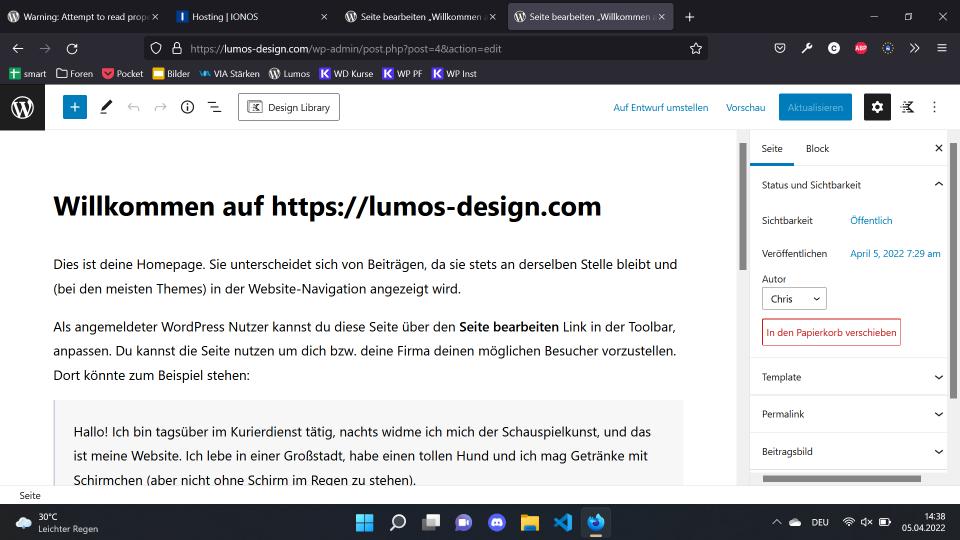 Warning: Attempt to read prope
Hosting | IONOS
Seite bearbeiten „Willkommen a
Seite bearbeiten „Willkommen a
https://lumos-design.com/wp-admin/post.php?post=4&action=edit
ABP
smart
Foren
Pocket
Bilder
VIA Stärken
Lumos
WD Kurse
WP PF
WP Inst
Design Library
Auf Entwurf umstellen
Vorschau
Aktualisieren
Seite
Block
Status und Sichtbarkeit
Sichtbarkeit
Öffentlich
Veröffentlichen
April 5, 2022 7:29 am
Autor
Chris
In den Papierkorb verschieben
Template
Permalink
Beitragsbild
Willkommen auf https://lumos-design.com
Dies ist deine Homepage. Sie unterscheidet sich von Beiträgen, da sie stets an derselben Stelle bleibt und
(bei den meisten Themes) in der Website-Navigation angezeigt wird.
Als angemeldeter WordPress Nutzer kannst du diese Seite über den Seite bearbeiten Link in der Toolbar,
anpassen. Du kannst die Seite nutzen um dich bzw. deine Firma deinen möglichen Besucher vorzustellen.
Dort könnte zum Beispiel stehen:
Hallo! Ich bin tagsüber im Kurierdienst tätig, nachts widme ich mich der Schauspielkunst, und das
ist meine Website. Ich lebe in einer Großstadt, habe einen tollen Hund und ich mag Getränke mit
Schirmchen (aber nicht ohne Schirm im Regen zu stehen).
Seite
30°C
Leichter Regen
DEU
14:38
05.04.2022